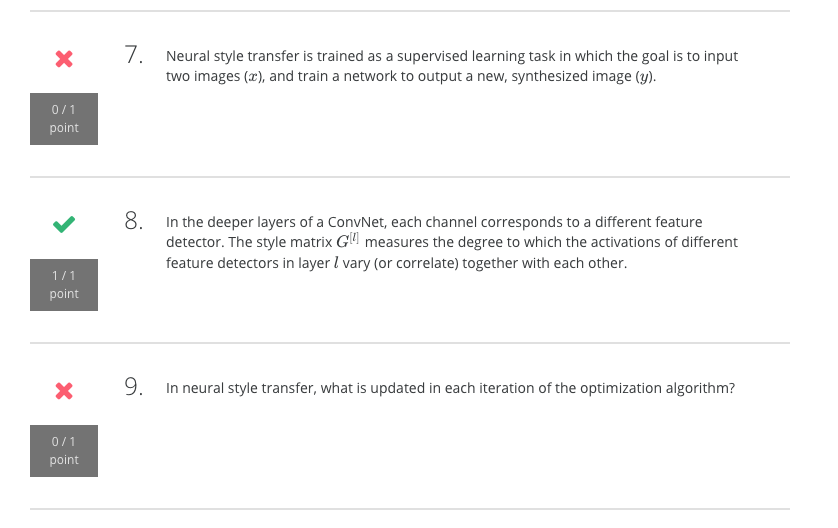 7. Neural style transfer is trained as a supervised learning task in which the goal is to input
two images (x), and train a network to output a new, synthesized image (y).
0 / 1
point
8. In the deeper layers of a ConvNet, each channel corresponds to a different feature
detector. The style matrix G^[l] measures the degree to which the activations of different
feature detectors in layer l vary (or correlate) together with each other.
1 / 1
point
9. In neural style transfer, what is updated in each iteration of the optimization algorithm?
0 / 1
point